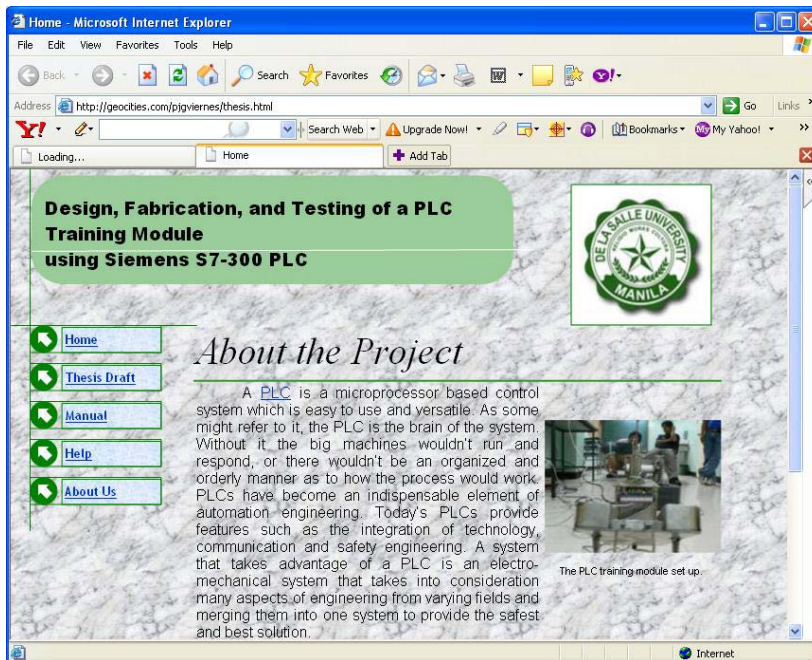 Home - Microsoft Internet Explorer
File Edit View Favorites Tools Help
Back Search Favorites
Address http://geocities.com/pjgviernes/thesis.html Go Links »
Y! Search Web Upgrade Now! Bookmarks My Yahoo! »
Loading... Home Add Tab
Design, Fabrication, and Testing of a PLC
Training Module
using Siemens S7-300 PLC
DE LA SALLE UNIVERSITY
MANILA
Home
Thesis Draft
Manual
Help
About Us
About the Project
A PLC is a microprocessor based control
system which is easy to use and versatile. As some
might refer to it, the PLC is the brain of the system.
Without it the big machines wouldn't run and
respond, or there wouldn't be an organized and
orderly manner as to how the process would work.
PLCs have become an indispensable element of
automation engineering. Today's PLCs provide
features such as the integration of technology,
communication and safety engineering. A system
that takes advantage of a PLC is an electro-
mechanical system that takes into consideration
many aspects of engineering from varying fields and
merging them into one system to provide the safest
and best solution.
The PLC training module set up.
Internet